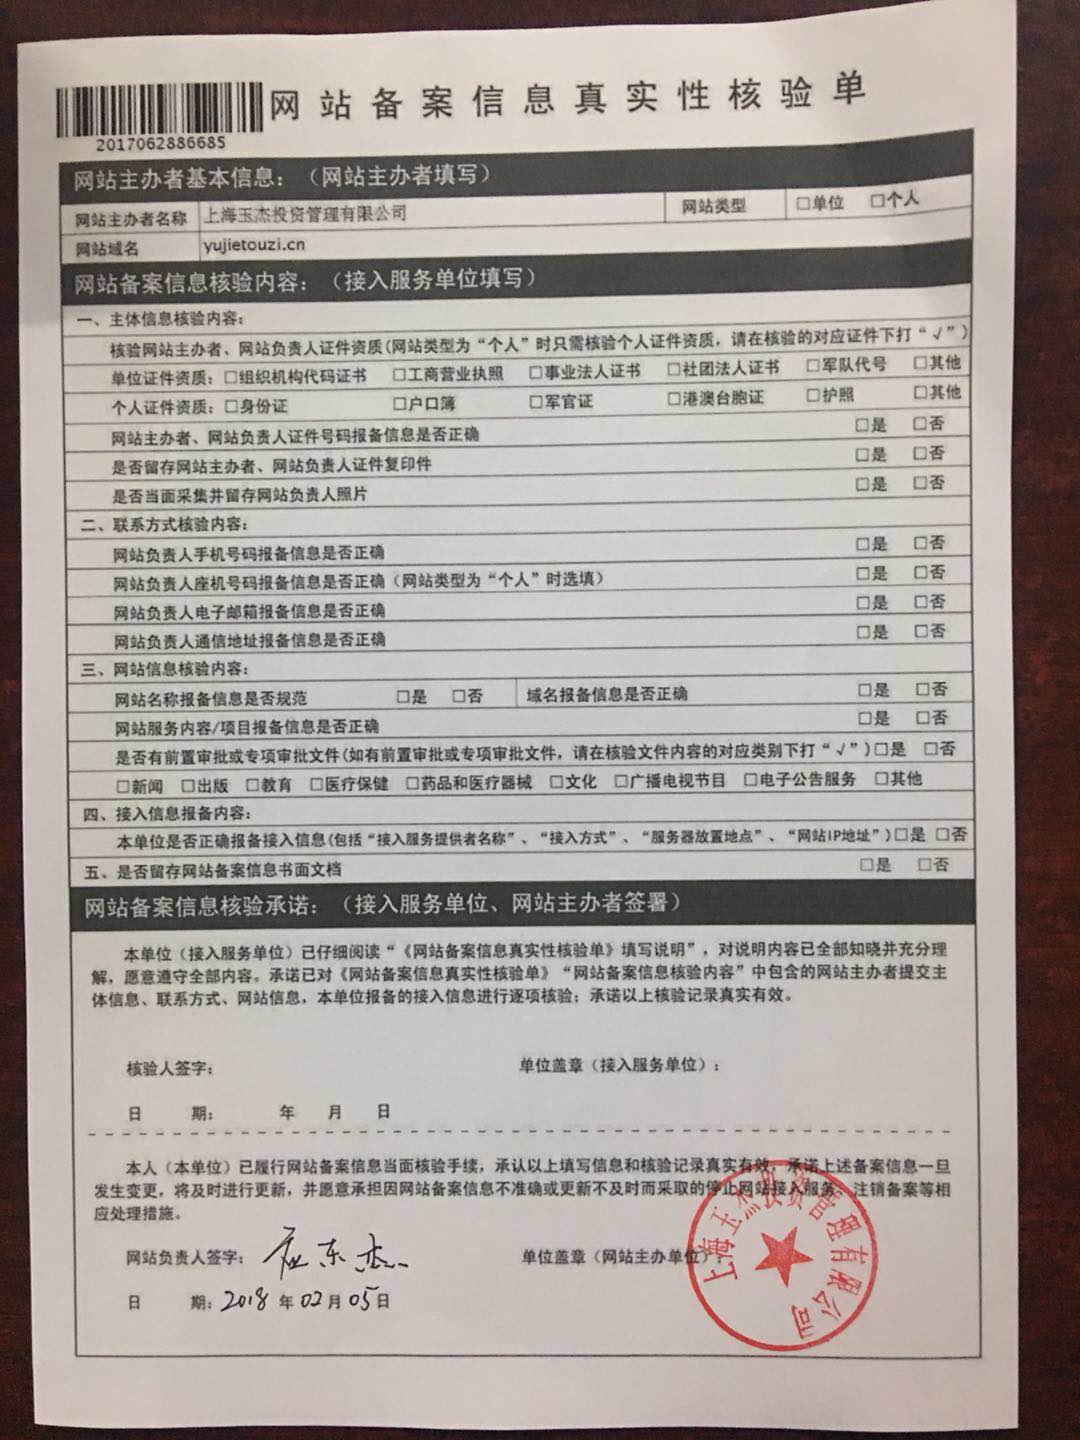 网站备案信息真实性核验单
2017062886685
网站主办者基本信息：（网站主办者填写）
网站主办者名称 上海玉杰投资管理有限公司 网站类型 □单位 □个人
网站域名 yujietouzi.cn
网站备案信息核验内容：（接入服务单位填写）
一、主体信息核验内容：
核验网站主办者、网站负责人证件资质(网站类型为“个人”时只需核验个人证件资质，请在核验的对应证件下打“√”)
单位证件资质：□组织机构代码证书 □工商营业执照 □事业法人证书 □社团法人证书 □军队代号 □其他
个人证件资质：□身份证 □户口簿 □军官证 □港澳台胞证 □护照 □其他
网站主办者、网站负责人证件号码报备信息是否正确 □是 □否
是否留存网站主办者、网站负责人证件复印件 □是 □否
是否当面采集并留存网站负责人照片 □是 □否
二、联系方式核验内容：
网站负责人手机号码报备信息是否正确 □是 □否
网站负责人座机号码报备信息是否正确（网站类型为“个人”时选填） □是 □否
网站负责人电子邮箱报备信息是否正确 □是 □否
网站负责人通信地址报备信息是否正确 □是 □否
三、网站信息核验内容：
网站名称报备信息是否规范 □是 □否 域名报备信息是否正确 □是 □否
网站服务内容/项目报备信息是否正确 □是 □否
是否有前置审批或专项审批文件(如有前置审批或专项审批文件，请在核验文件内容的对应类别下打“√”)□是 □否
□新闻 □出版 □教育 □医疗保健 □药品和医疗器械 □文化 □广播电视节目 □电子公告服务 □其他
四、接入信息报备内容：
本单位是否正确报备接入信息(包括“接入服务提供者名称”、“接入方式”、“服务器放置地点”、“网站IP地址”)□是 □否
五、是否留存网站备案信息书面文档 □是 □否
网站备案信息核验承诺：（接入服务单位、网站主办者签署）
本单位（接入服务单位）已仔细阅读“《网站备案信息真实性核验单》填写说明”，对说明内容已全部知晓并充分理
解，愿意遵守全部内容。承诺已对《网站备案信息真实性核验单》“网站备案信息核验内容”中包含的网站主办者提交主
体信息、联系方式、网站信息，本单位报备的接入信息进行逐项核验；承诺以上核验记录真实有效。
核验人签字： 单位盖章（接入服务单位）：
日 期： 年 月 日
本人（本单位）已履行网站备案信息当面核验手续，承认以上填写信息和核验记录真实有效。承诺上述备案信息一旦
发生变更，将及时进行更新，并愿意承担因网站备案信息不准确或更新不及时而采取的停止网站接入服务、注销备案等相
应处理措施。
网站负责人签字：应东杰 单位盖章（网站主办单位）：
上海玉杰投资管理有限公司
日 期：2018年02月05日